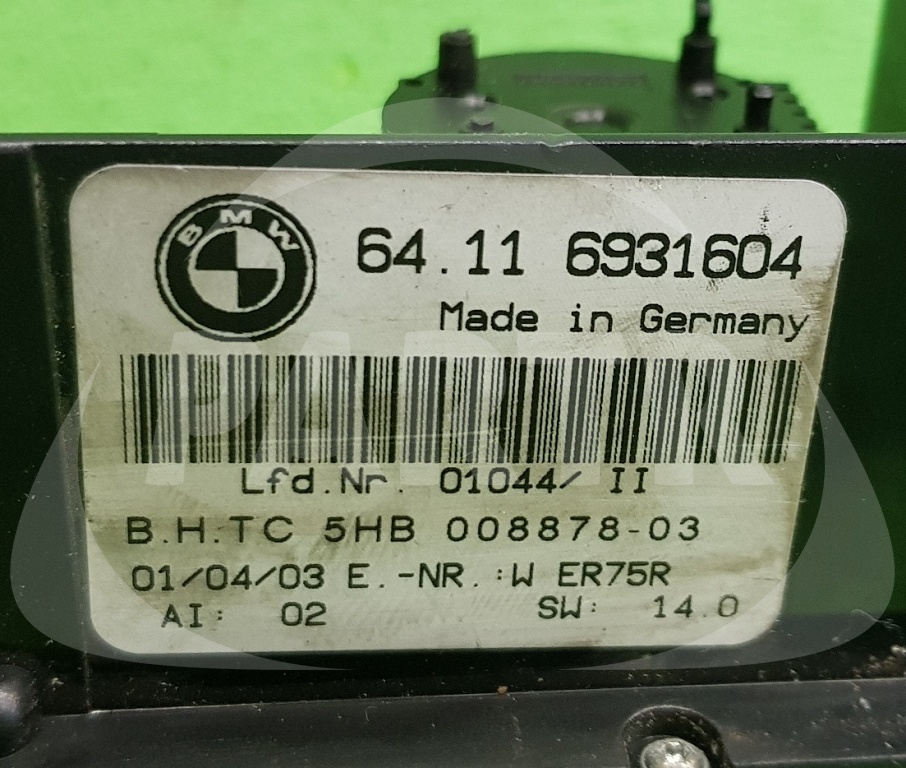 BMW
64.11 6931604
Made in Germany
Lfd.Nr. 01044/ II
B.H.TC 5HB 008878-03
01/04/03 E.-NR.:W ER75R
AI: 02 SW: 14.0